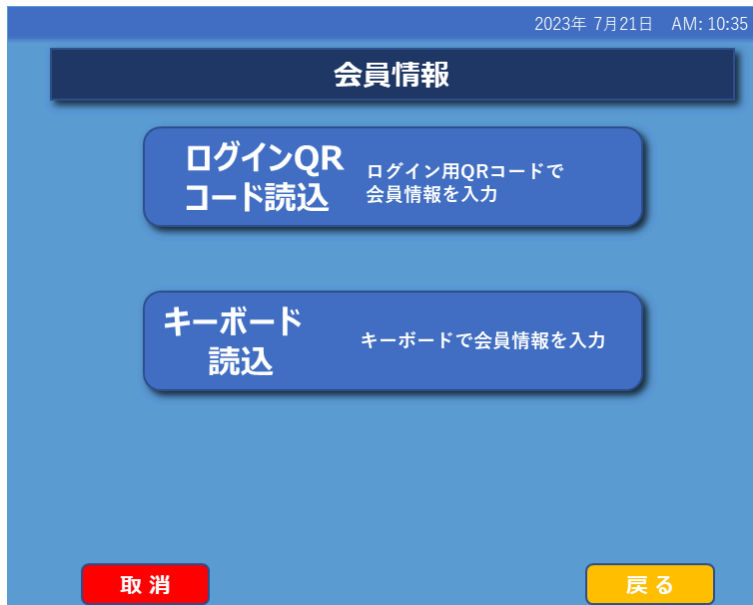 2023年 7月21日 AM: 10:35
会員情報
ログインQR
コード読込
ログイン用QRコードで
会員情報を入力
キーボード
読込
キーボードで会員情報を入力
取 消
戻 る